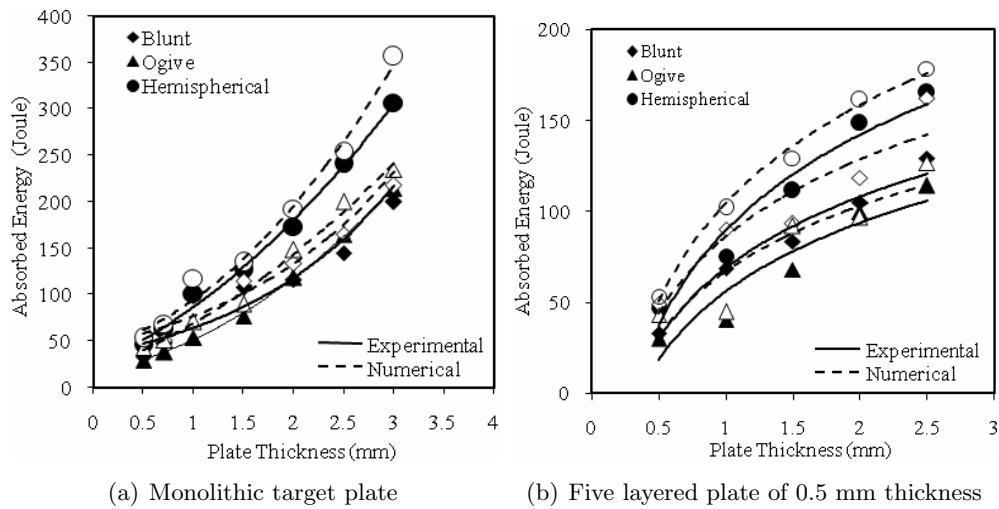 400
350
300
250
200
150
100
50
0
Absorbed Energy (Joule)
Blunt
Ogive
Hemispherical
Experimental
Numerical
0 0.5 1 1.5 2 2.5 3 3.5 4
Plate Thickness (mm)
(a) Monolithic target plate
200
150
100
50
0
Absorbed Energy (Joule)
Blunt
Ogive
Hemispherical
Experimental
Numerical
0 0.5 1 1.5 2 2.5 3
Plate Thickness (mm)
(b) Five layered plate of 0.5 mm thickness